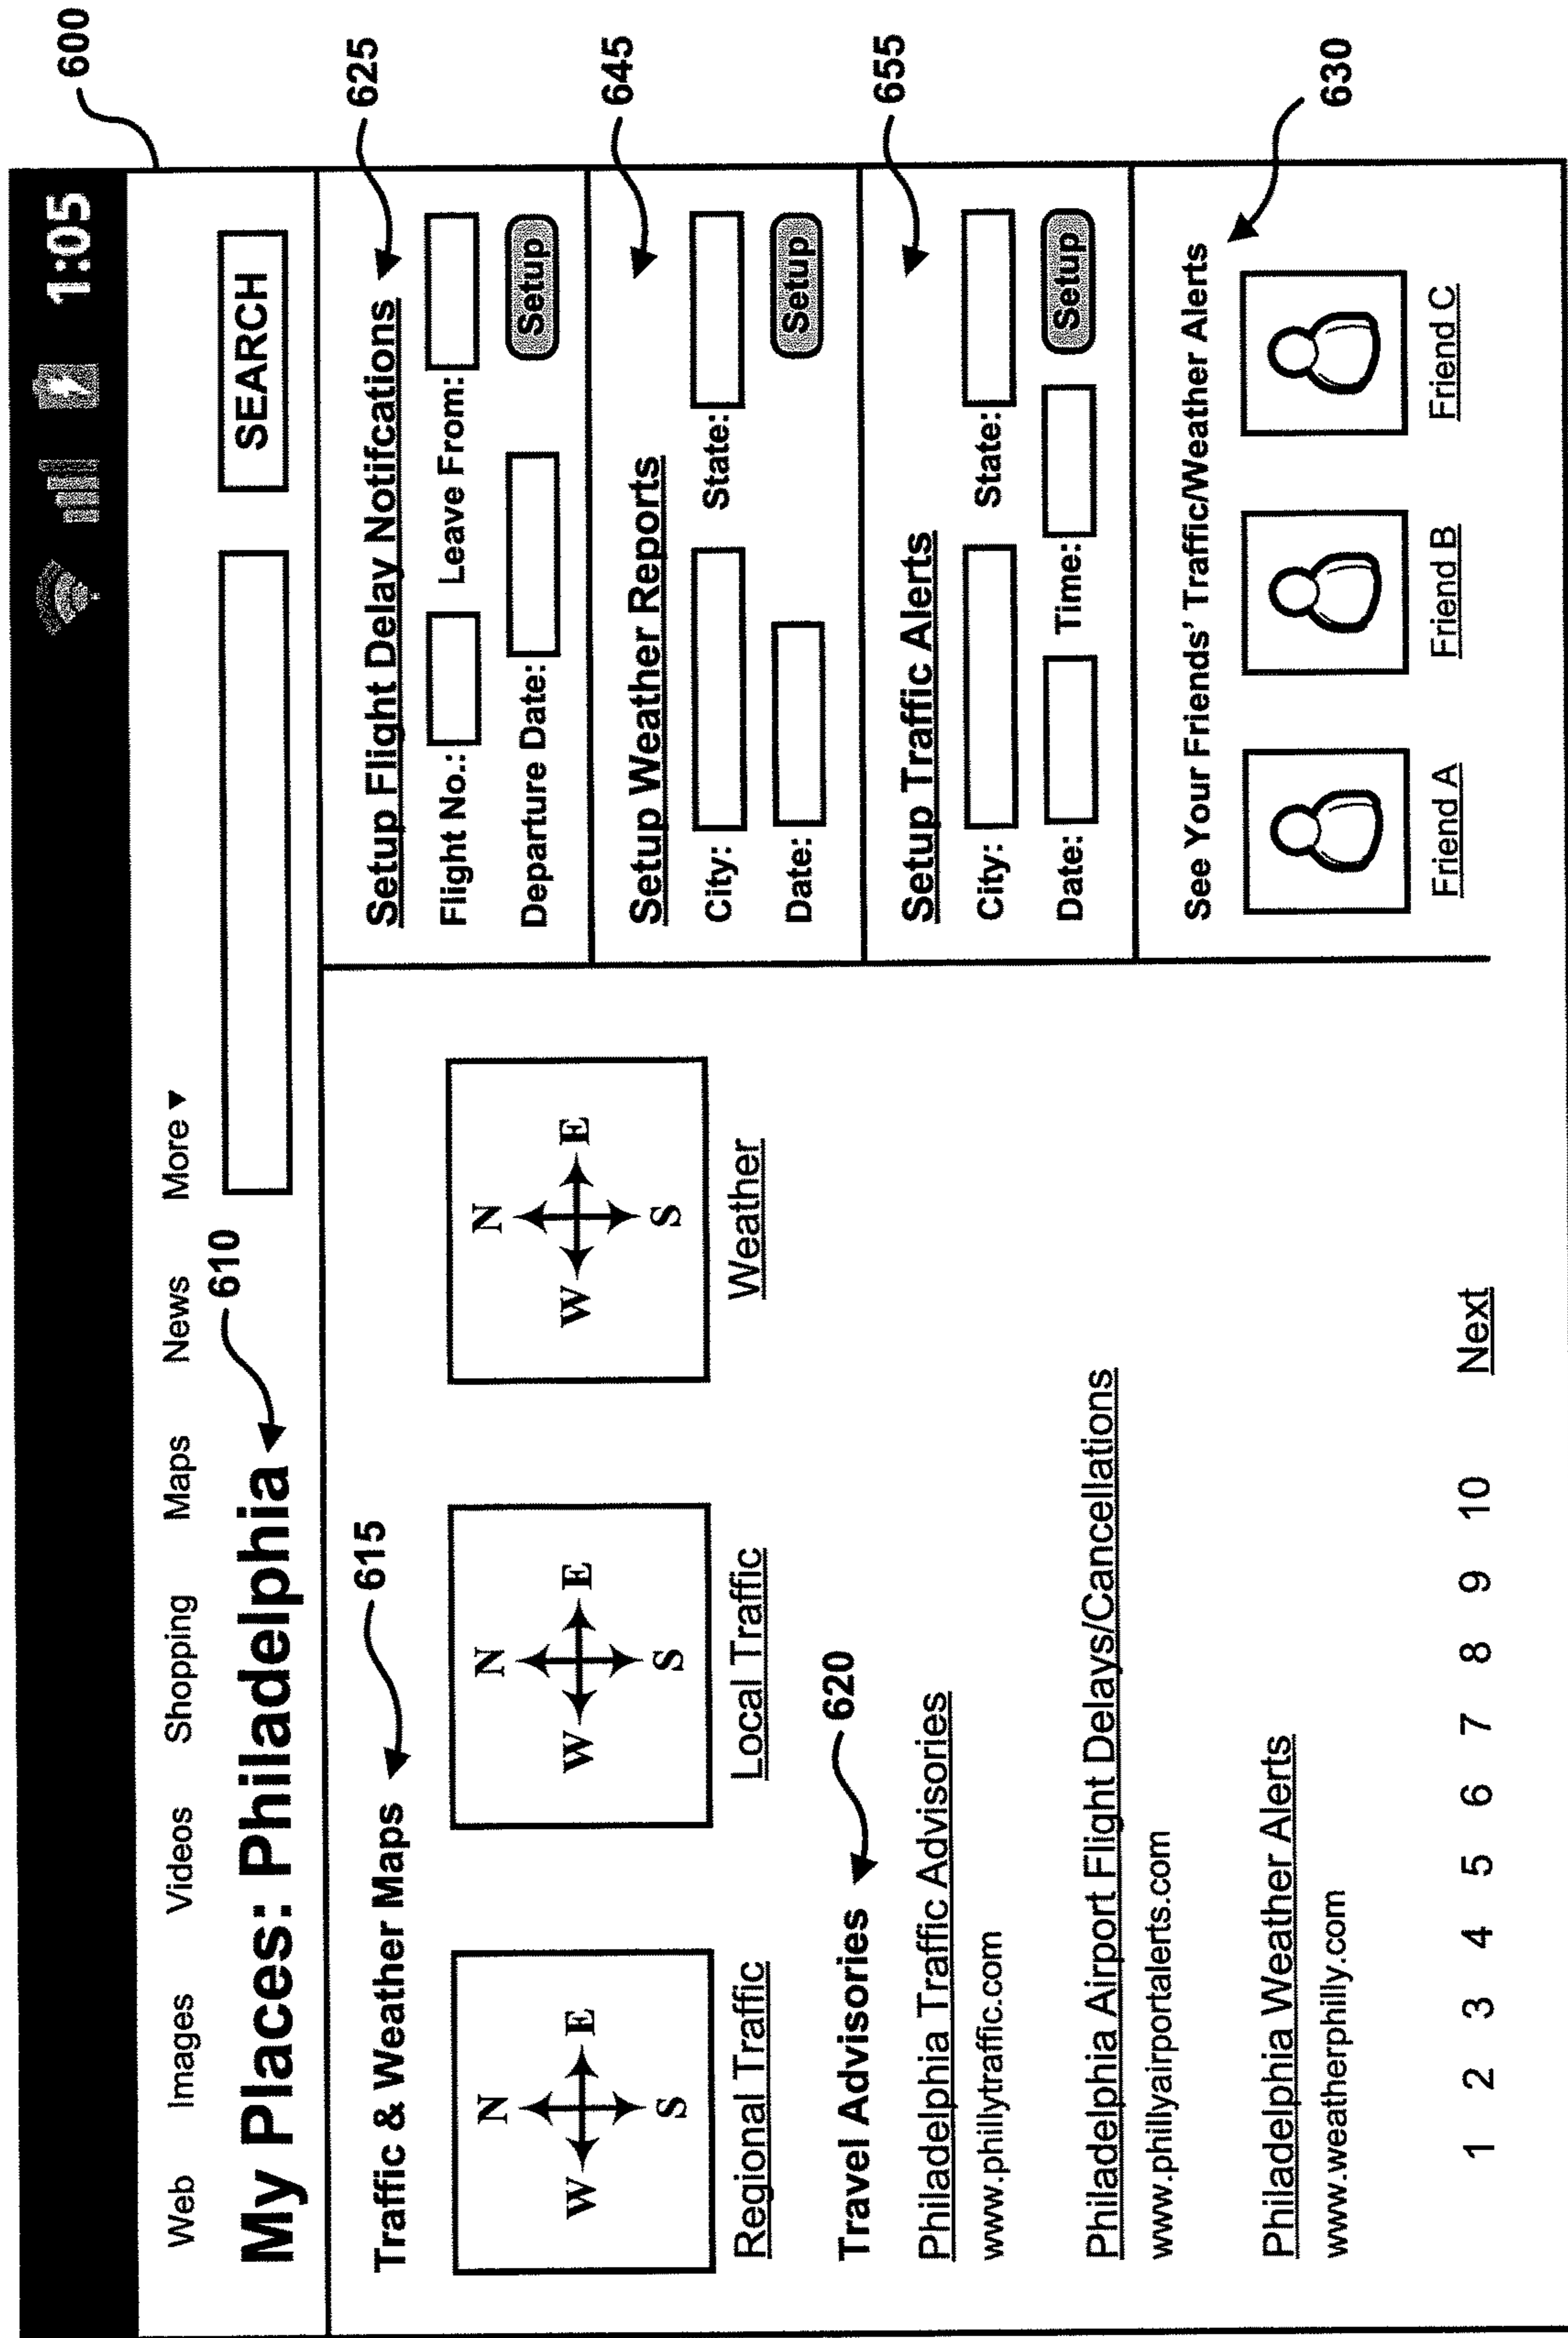 1:05
600
Web Images Videos Shopping Maps News More ▼
My Places: Philadelphia
610
SEARCH
Traffic & Weather Maps
615
N
W E
S
Regional Traffic
N
W E
S
Local Traffic
N
W E
S
Weather
Travel Advisories
620
Philadelphia Traffic Advisories
www.phillytraffic.com
Philadelphia Airport Flight Delays/Cancellations
www.phillyairportalerts.com
Philadelphia Weather Alerts
www.weatherphilly.com
1 2 3 4 5 6 7 8 9 10 Next
Setup Flight Delay Notifcations
625
Flight No.: Leave From:
Departure Date: Setup
Setup Weather Reports
645
City: State:
Date: Setup
Setup Traffic Alerts
655
City: State:
Date: Time: Setup
See Your Friends' Traffic/Weather Alerts
630
Friend A Friend B Friend C